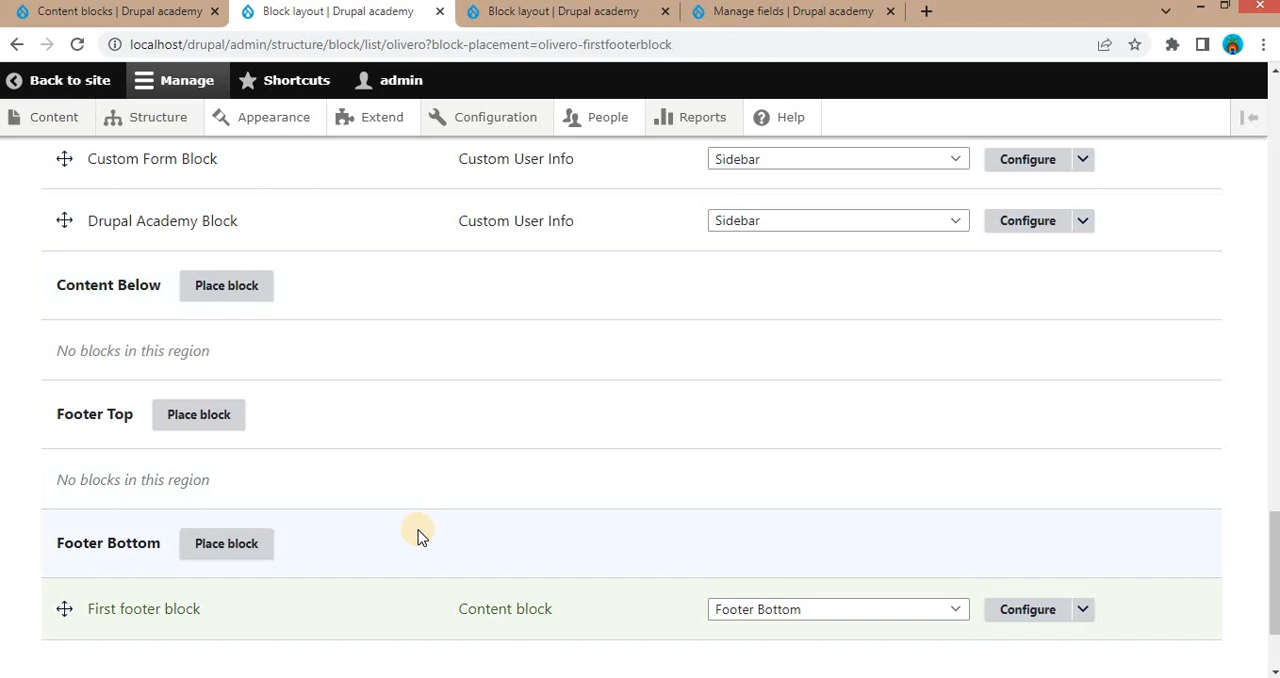 Content blocks | Drupal academy
Block layout | Drupal academy
Block layout | Drupal academy
Manage fields | Drupal academy
localhost/drupal/admin/structure/block/list/olivero?block-placement=olivero-firstfooterblock
Back to site Manage Shortcuts admin
Content Structure Appearance Extend Configuration People Reports Help
Custom Form Block Custom User Info Sidebar Configure
Drupal Academy Block Custom User Info Sidebar Configure
Content Below Place block
No blocks in this region
Footer Top Place block
No blocks in this region
Footer Bottom Place block
First footer block Content block Footer Bottom Configure